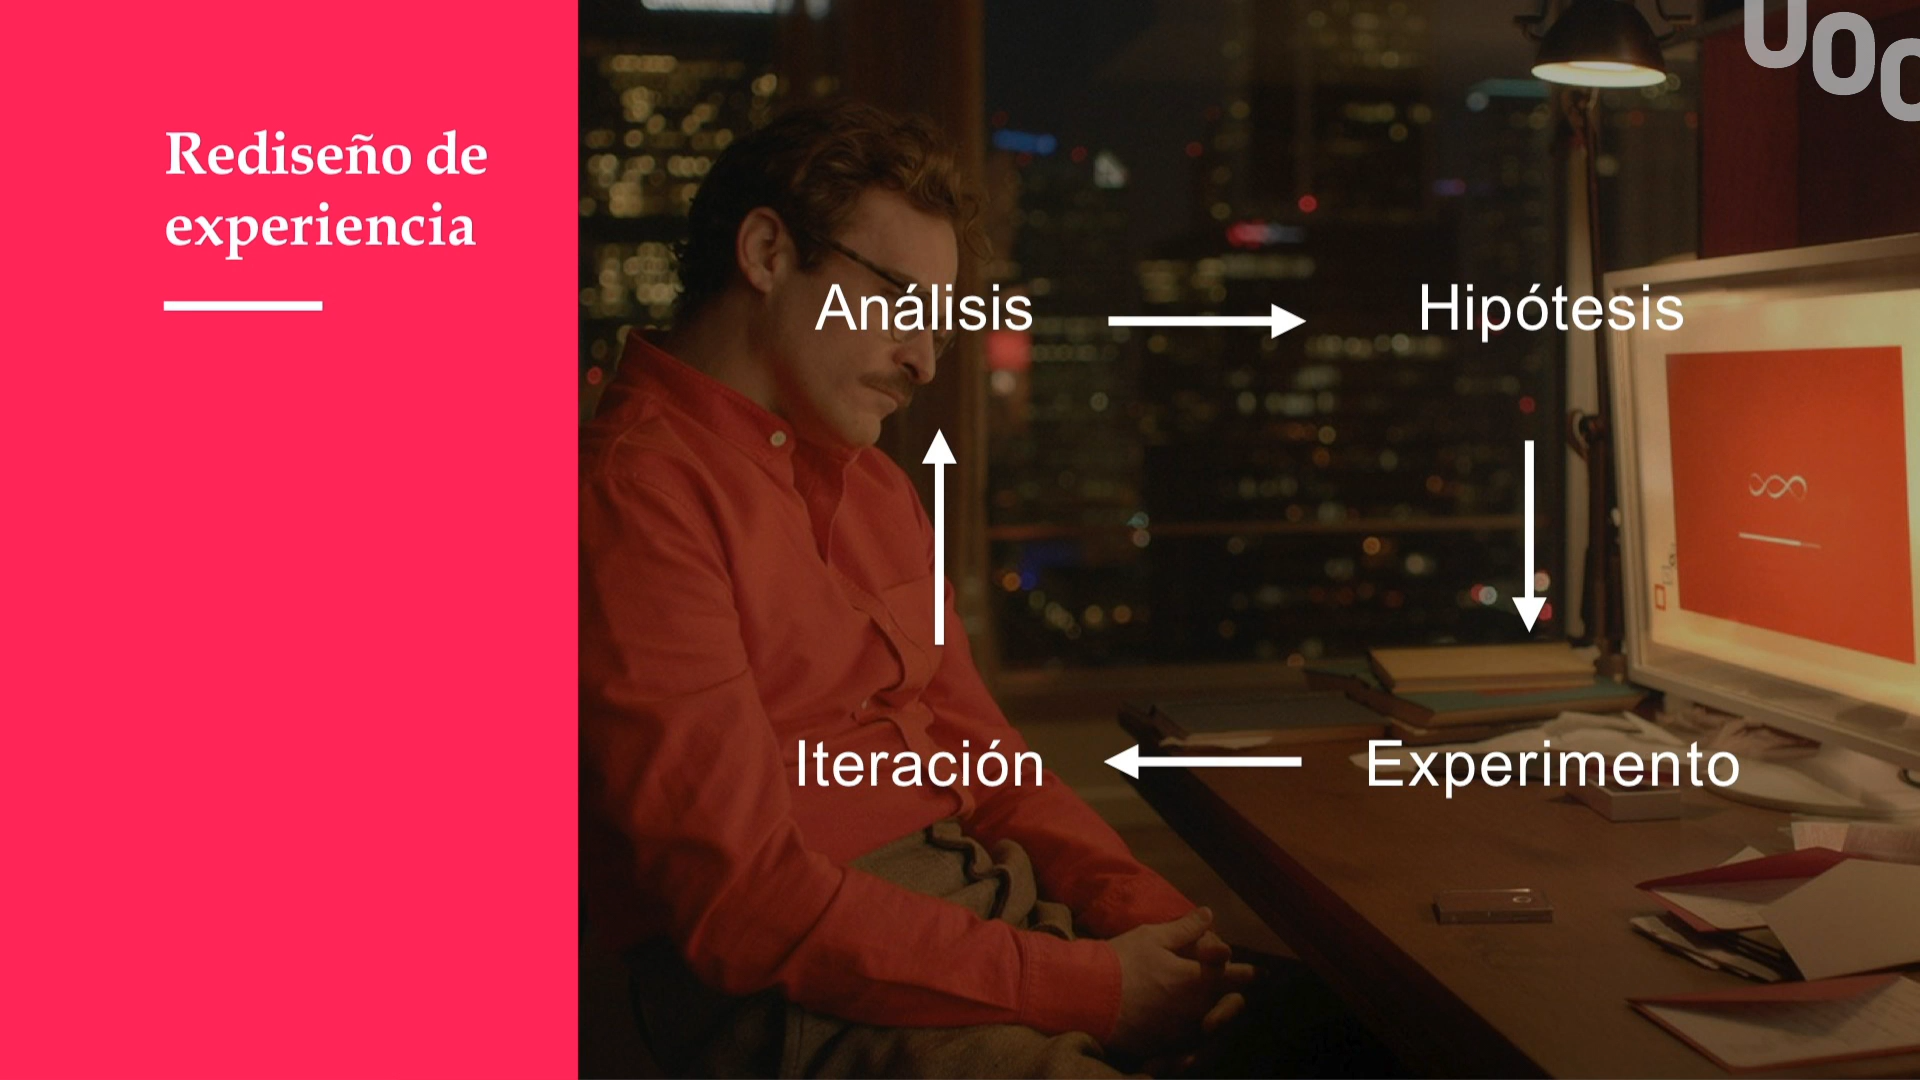 Rediseño de
experiencia
UOC
Análisis
Hipótesis
Iteración
Experimento